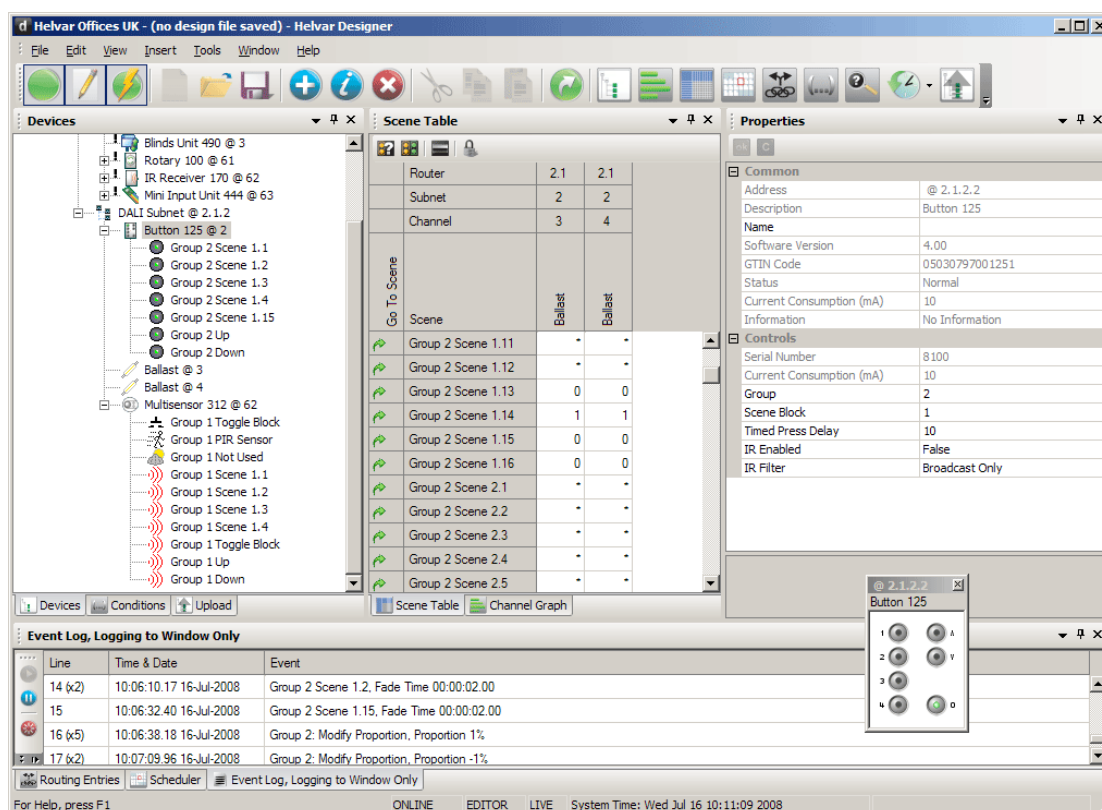 Helvar Offices UK - (no design file saved) - Helvar Designer
File Edit View Insert Tools Window Help
Devices
Blinds Unit 490 @ 3
Rotary 100 @ 61
IR Receiver 170 @ 62
Mini Input Unit 444 @ 63
DALI Subnet @ 2.1.2
Button 125 @ 2
Group 2 Scene 1.1
Group 2 Scene 1.2
Group 2 Scene 1.3
Group 2 Scene 1.4
Group 2 Scene 1.15
Group 2 Up
Group 2 Down
Ballast @ 3
Ballast @ 4
Multisensor 312 @ 62
Group 1 Toggle Block
Group 1 PIR Sensor
Group 1 Not Used
Group 1 Scene 1.1
Group 1 Scene 1.2
Group 1 Scene 1.3
Group 1 Scene 1.4
Group 1 Toggle Block
Group 1 Up
Group 1 Down
Devices Conditions Upload
Scene Table
Router 2.1 2.1
Subnet 2 2
Channel 3 4
Go To Scene Scene Ballast Ballast
Group 2 Scene 1.11 * *
Group 2 Scene 1.12 * *
Group 2 Scene 1.13 0 0
Group 2 Scene 1.14 1 1
Group 2 Scene 1.15 0 0
Group 2 Scene 1.16 0 0
Group 2 Scene 2.1 * *
Group 2 Scene 2.2 * *
Group 2 Scene 2.3 * *
Group 2 Scene 2.4 * *
Group 2 Scene 2.5 * *
Scene Table Channel Graph
Properties
ok C
Common
Address @ 2.1.2.2
Description Button 125
Name
Software Version 4.00
GTIN Code 05030797001251
Status Normal
Current Consumption (mA) 10
Information No Information
Controls
Serial Number 8100
Current Consumption (mA) 10
Group 2
Scene Block 1
Timed Press Delay 10
IR Enabled False
IR Filter Broadcast Only
@ 2.1.2.2
Button 125
1 ∧
2 ∨
3
4 0
Event Log, Logging to Window Only
Line Time & Date Event
14 (x2) 10:06:10.17 16-Jul-2008 Group 2 Scene 1.2, Fade Time 00:00:02.00
15 10:06:32.40 16-Jul-2008 Group 2 Scene 1.15, Fade Time 00:00:02.00
16 (x5) 10:06:38.18 16-Jul-2008 Group 2: Modify Proportion, Proportion 1%
17 (x2) 10:07:09.96 16-Jul-2008 Group 2: Modify Proportion, Proportion -1%
Routing Entries Scheduler Event Log, Logging to Window Only
For Help, press F1 ONLINE EDITOR LIVE System Time: Wed Jul 16 10:11:09 2008